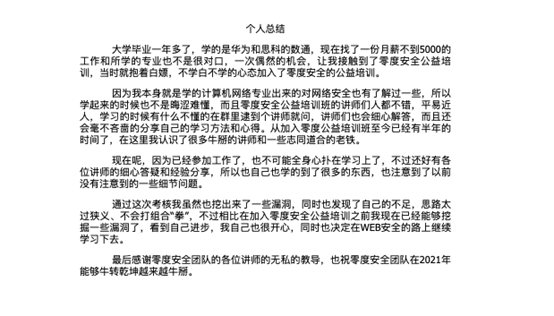 个人总结
大学毕业一年多了，学的是华为和思科的数通，现在找了一份月薪不到5000的
工作和所学的专业也不是很对口，一次偶然的机会，让我接触到了零度安全公益培
训，当时就抱着白嫖，不学白不学的心态加入了零度安全的公益培训。
因为我本身就是学的计算机网络专业出来的对网络安全也有了解过一些，所以
学起来的时候也不是晦涩难懂，而且零度安全公益培训班的讲师们人都不错，平易近
人，学习的时候有什么不懂的在群里逮到个讲师就问，讲师们也会细心解答，而且还
会毫不吝啬的分享自己的学习方法和心得。从加入零度公益培训班至今已经有半年的
时间了，在这里我认识了很多牛掰的讲师和一些志同道合的老铁。
现在呢，因为已经参加工作了，也不可能全身心扑在学习上了，不过还好有各
位讲师的细心答疑和经验分享，所以也自己也学的到了很多的东西，也注意到了以前
没有注意到的一些细节问题。
通过这次考核我虽然也挖出来了一些漏洞，同时也发现了自己的不足，思路太
过狭义、不会打组合“拳”，不过相比在加入零度安全公益培训之前我现在已经能够挖
掘一些漏洞了，看到自己进步，我自己也很开心，同时也决定在WEB安全的路上继续
学习下去。
最后感谢零度安全团队的各位讲师的无私的教导，也祝零度安全团队在2021年
能够牛转乾坤越来越牛掰。